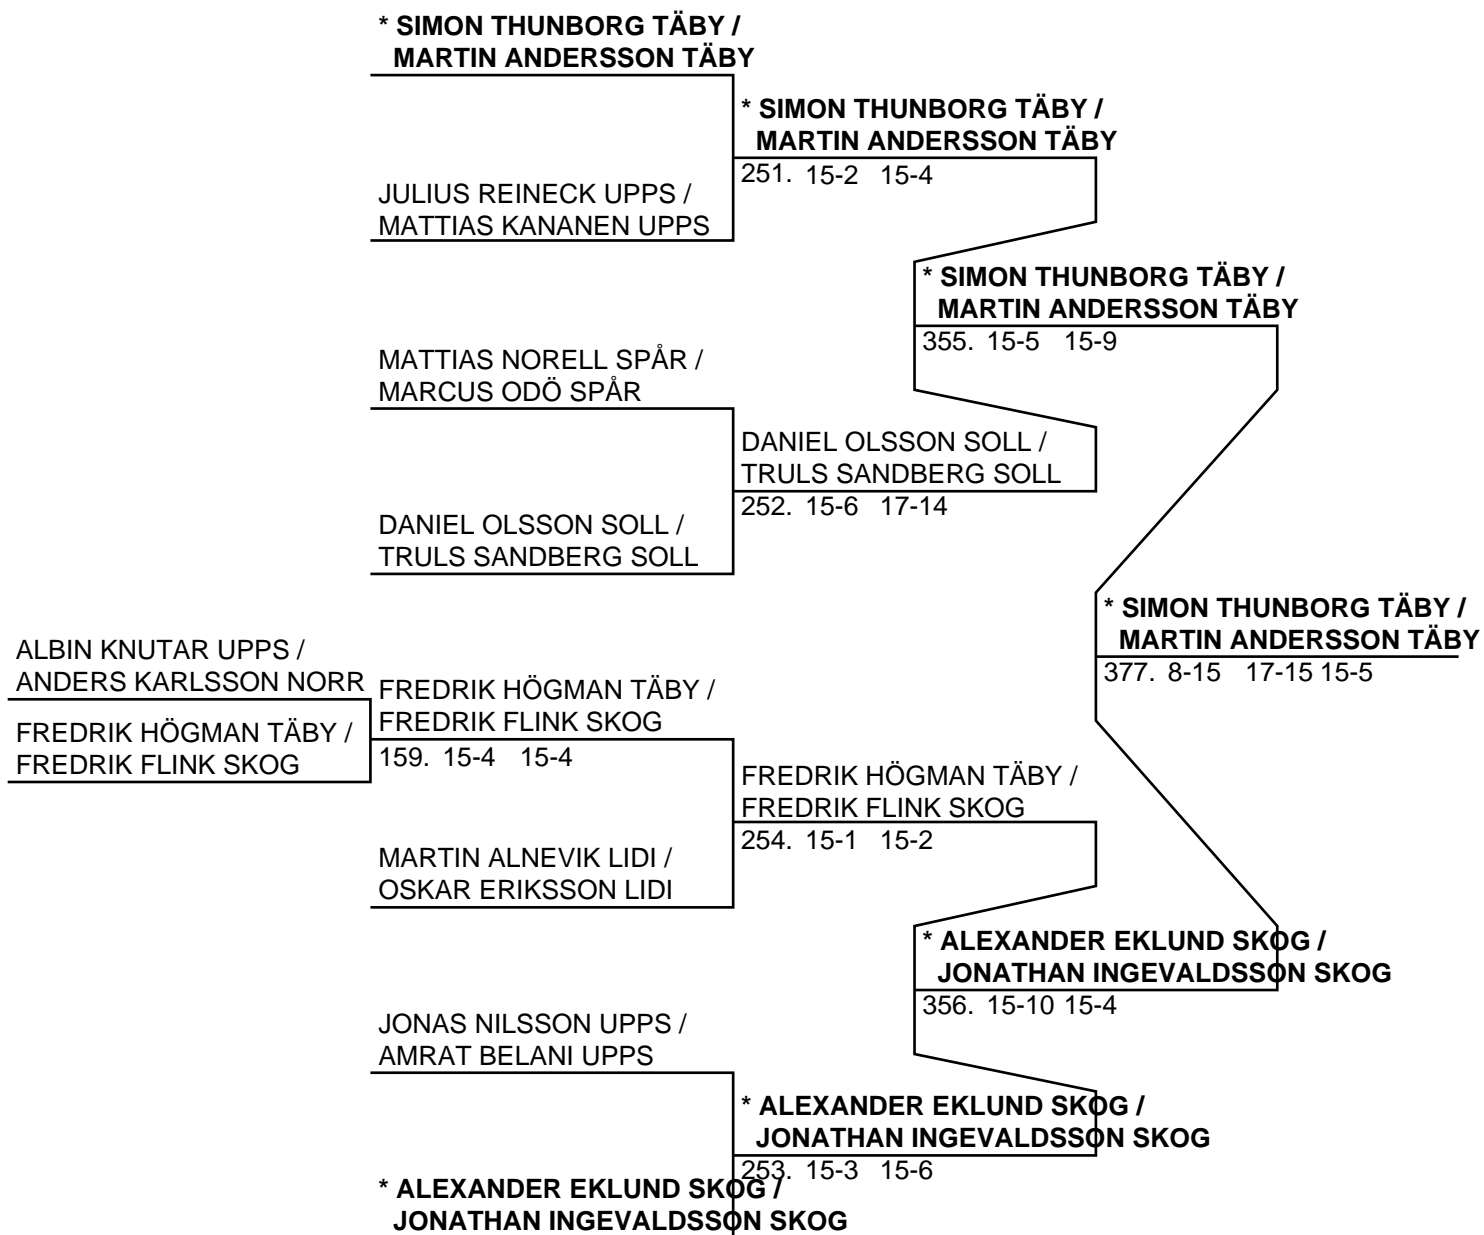 * SIMON THUNBORG TÄBY /
MARTIN ANDERSSON TÄBY
* SIMON THUNBORG TÄBY /
MARTIN ANDERSSON TÄBY
251. 15-2 15-4
JULIUS REINECK UPPS /
MATTIAS KANANEN UPPS
* SIMON THUNBORG TÄBY /
MARTIN ANDERSSON TÄBY
355. 15-5 15-9
MATTIAS NORELL SPÅR /
MARCUS ODÖ SPÅR
DANIEL OLSSON SOLL /
TRULS SANDBERG SOLL
252. 15-6 17-14
DANIEL OLSSON SOLL /
TRULS SANDBERG SOLL
* SIMON THUNBORG TÄBY /
MARTIN ANDERSSON TÄBY
377. 8-15 17-15 15-5
ALBIN KNUTAR UPPS /
ANDERS KARLSSON NORR
FREDRIK HÖGMAN TÄBY /
FREDRIK FLINK SKOG
159. 15-4 15-4
FREDRIK HÖGMAN TÄBY /
FREDRIK FLINK SKOG
FREDRIK HÖGMAN TÄBY /
FREDRIK FLINK SKOG
254. 15-1 15-2
MARTIN ALNEVIK LIDI /
OSKAR ERIKSSON LIDI
* ALEXANDER EKLUND SKOG /
JONATHAN INGEVALDSSON SKOG
356. 15-10 15-4
JONAS NILSSON UPPS /
AMRAT BELANI UPPS
* ALEXANDER EKLUND SKOG /
JONATHAN INGEVALDSSON SKOG
253. 15-3 15-6
* ALEXANDER EKLUND SKOG /
JONATHAN INGEVALDSSON SKOG